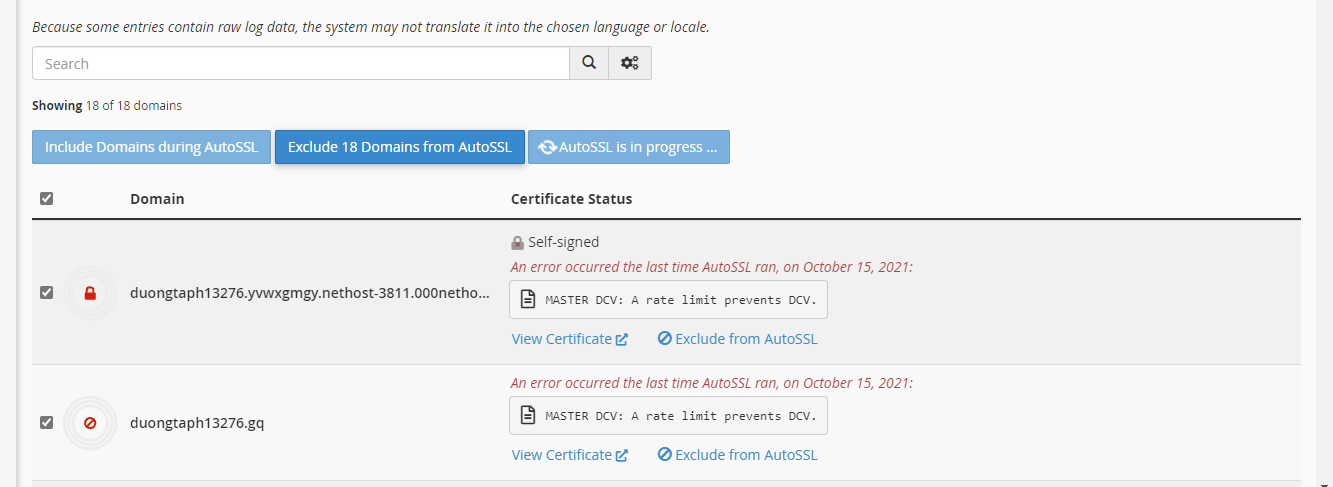 Because some entries contain raw log data, the system may not translate it into the chosen language or locale.
Search
Showing 18 of 18 domains
Include Domains during AutoSSL
Exclude 18 Domains from AutoSSL
AutoSSL is in progress ...
Domain
Certificate Status
Self-signed
An error occurred the last time AutoSSL ran, on October 15, 2021:
duongtaph13276.yvwxgmgy.nethost-3811.000netho...
MASTER DCV: A rate limit prevents DCV.
View Certificate
Exclude from AutoSSL
An error occurred the last time AutoSSL ran, on October 15, 2021:
duongtaph13276.gq
MASTER DCV: A rate limit prevents DCV.
View Certificate
Exclude from AutoSSL